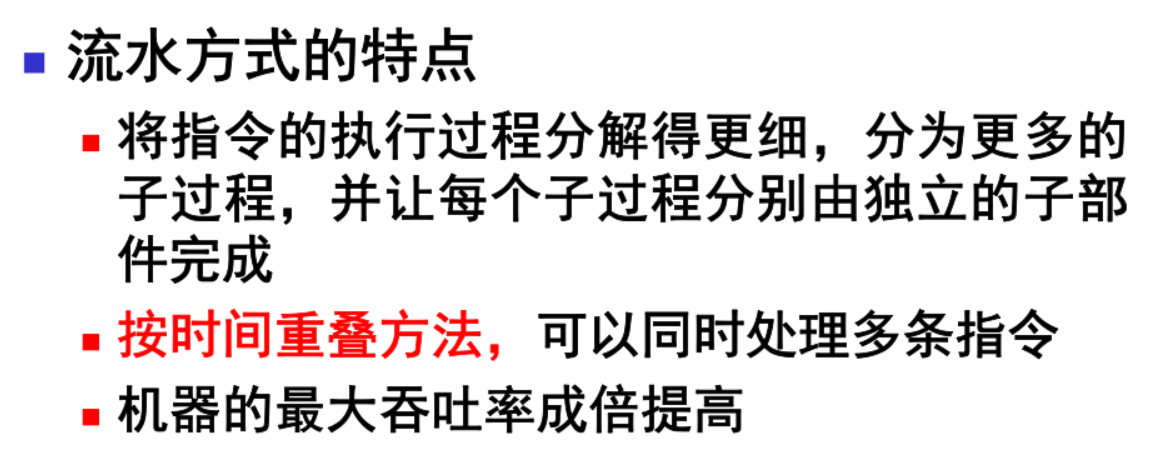 流水方式的特点
将指令的执行过程分解得更细，分为更多的
子过程，并让每个子过程分别由独立的子部
件完成
按时间重叠方法，可以同时处理多条指令
机器的最大吞吐率成倍提高